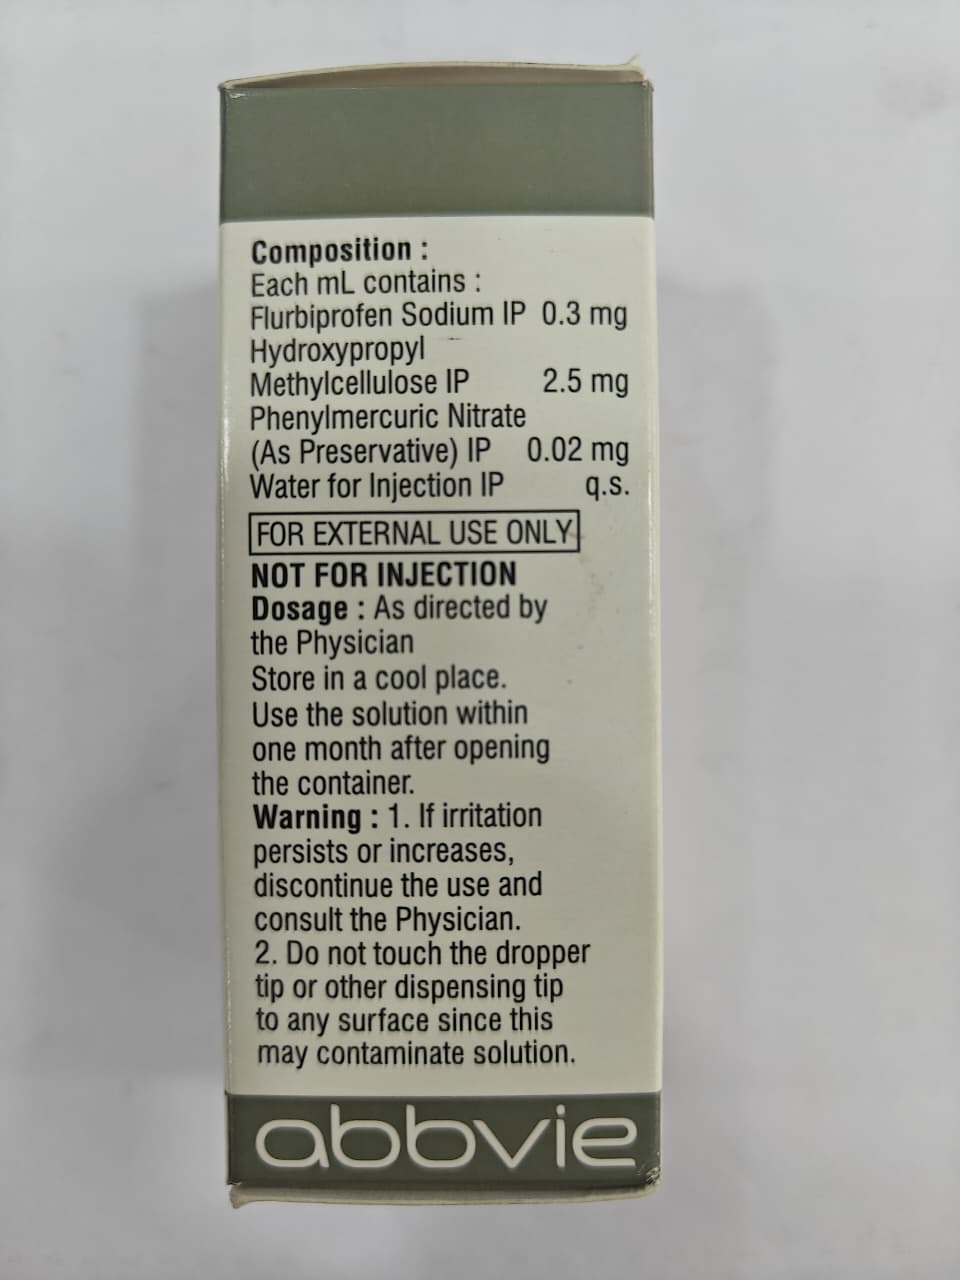 Composition :
Each mL contains :
Flurbiprofen Sodium IP 0.3 mg
Hydroxypropyl
Methylcellulose IP 2.5 mg
Phenylmercuric Nitrate
(As Preservative) IP 0.02 mg
Water for Injection IP q.s.
FOR EXTERNAL USE ONLY
NOT FOR INJECTION
Dosage : As directed by
the Physician
Store in a cool place.
Use the solution within
one month after opening
the container.
Warning : 1. If irritation
persists or increases,
discontinue the use and
consult the Physician.
2. Do not touch the dropper
tip or other dispensing tip
to any surface since this
may contaminate solution.
abbvie